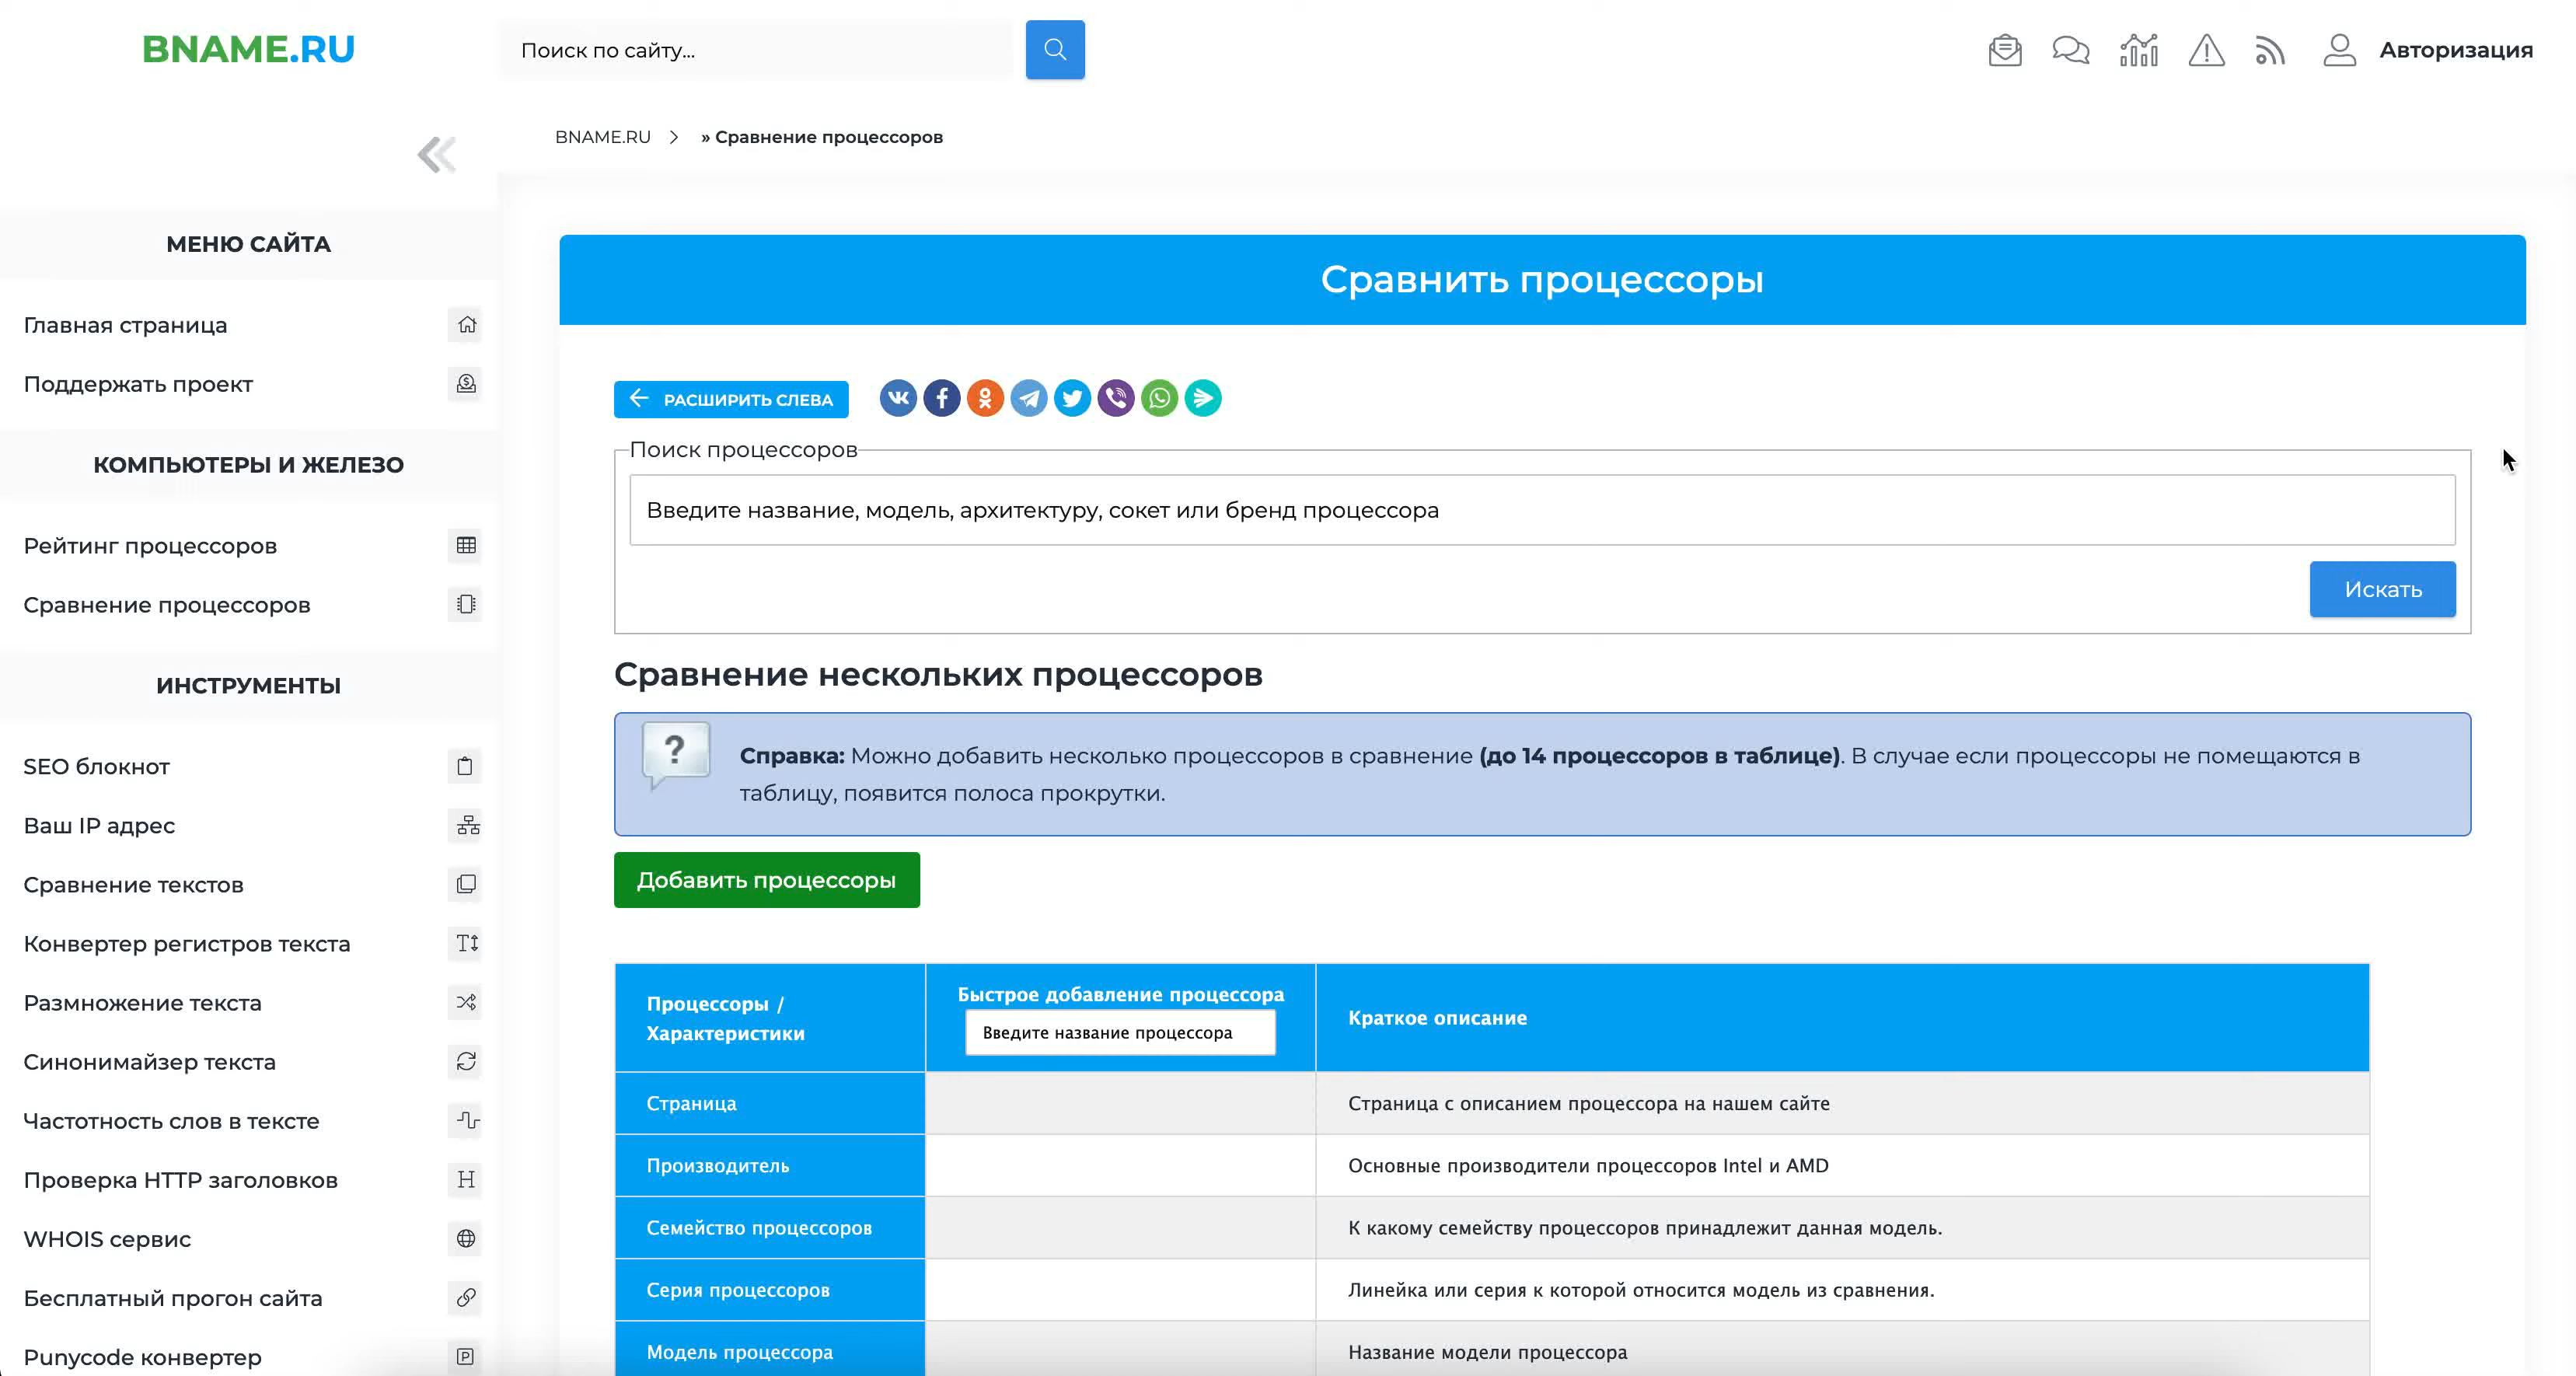 BNAME.RU
Поиск по сайту...
Авторизация
BNAME.RU
» Сравнение процессоров
МЕНЮ САЙТА
Главная страница
Поддержать проект
КОМПЬЮТЕРЫ И ЖЕЛЕЗО
Рейтинг процессоров
Сравнение процессоров
ИНСТРУМЕНТЫ
SEO блокнот
Ваш IP адрес
Сравнение текстов
Конвертер регистров текста
Размножение текста
Синонимайзер текста
Частотность слов в тексте
Проверка HTTP заголовков
WHOIS сервис
Бесплатный прогон сайта
Punycode конвертер
Сравнить процессоры
РАСШИРИТЬ СЛЕВА
Поиск процессоров
Введите название, модель, архитектуру, сокет или бренд процессора
Искать
Сравнение нескольких процессоров
Справка: Можно добавить несколько процессоров в сравнение (до 14 процессоров в таблице). В случае если процессоры не помещаются в
таблицу, появится полоса прокрутки.
Добавить процессоры
Процессоры /
Характеристики
Быстрое добавление процессора
Введите название процессора
Краткое описание
Страница
Страница с описанием процессора на нашем сайте
Производитель
Основные производители процессоров Intel и AMD
Семейство процессоров
К какому семейству процессоров принадлежит данная модель.
Серия процессоров
Линейка или серия к которой относится модель из сравнения.
Модель процессора
Название модели процессора